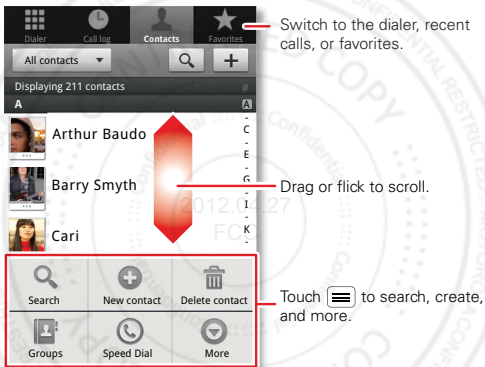 Dialer Call log Contacts Favorites
Switch to the dialer, recent
calls, or favorites.
All contacts
Displaying 211 contacts #
A A
Arthur Baudo
-
C
-
E
-
G
-
I
-
K
-
Barry Smyth
Drag or flick to scroll.
2012.04.27
FCC
Cari
Search New contact Delete contact
Touch to search, create,
and more.
Groups Speed Dial More
COPY
Confidential